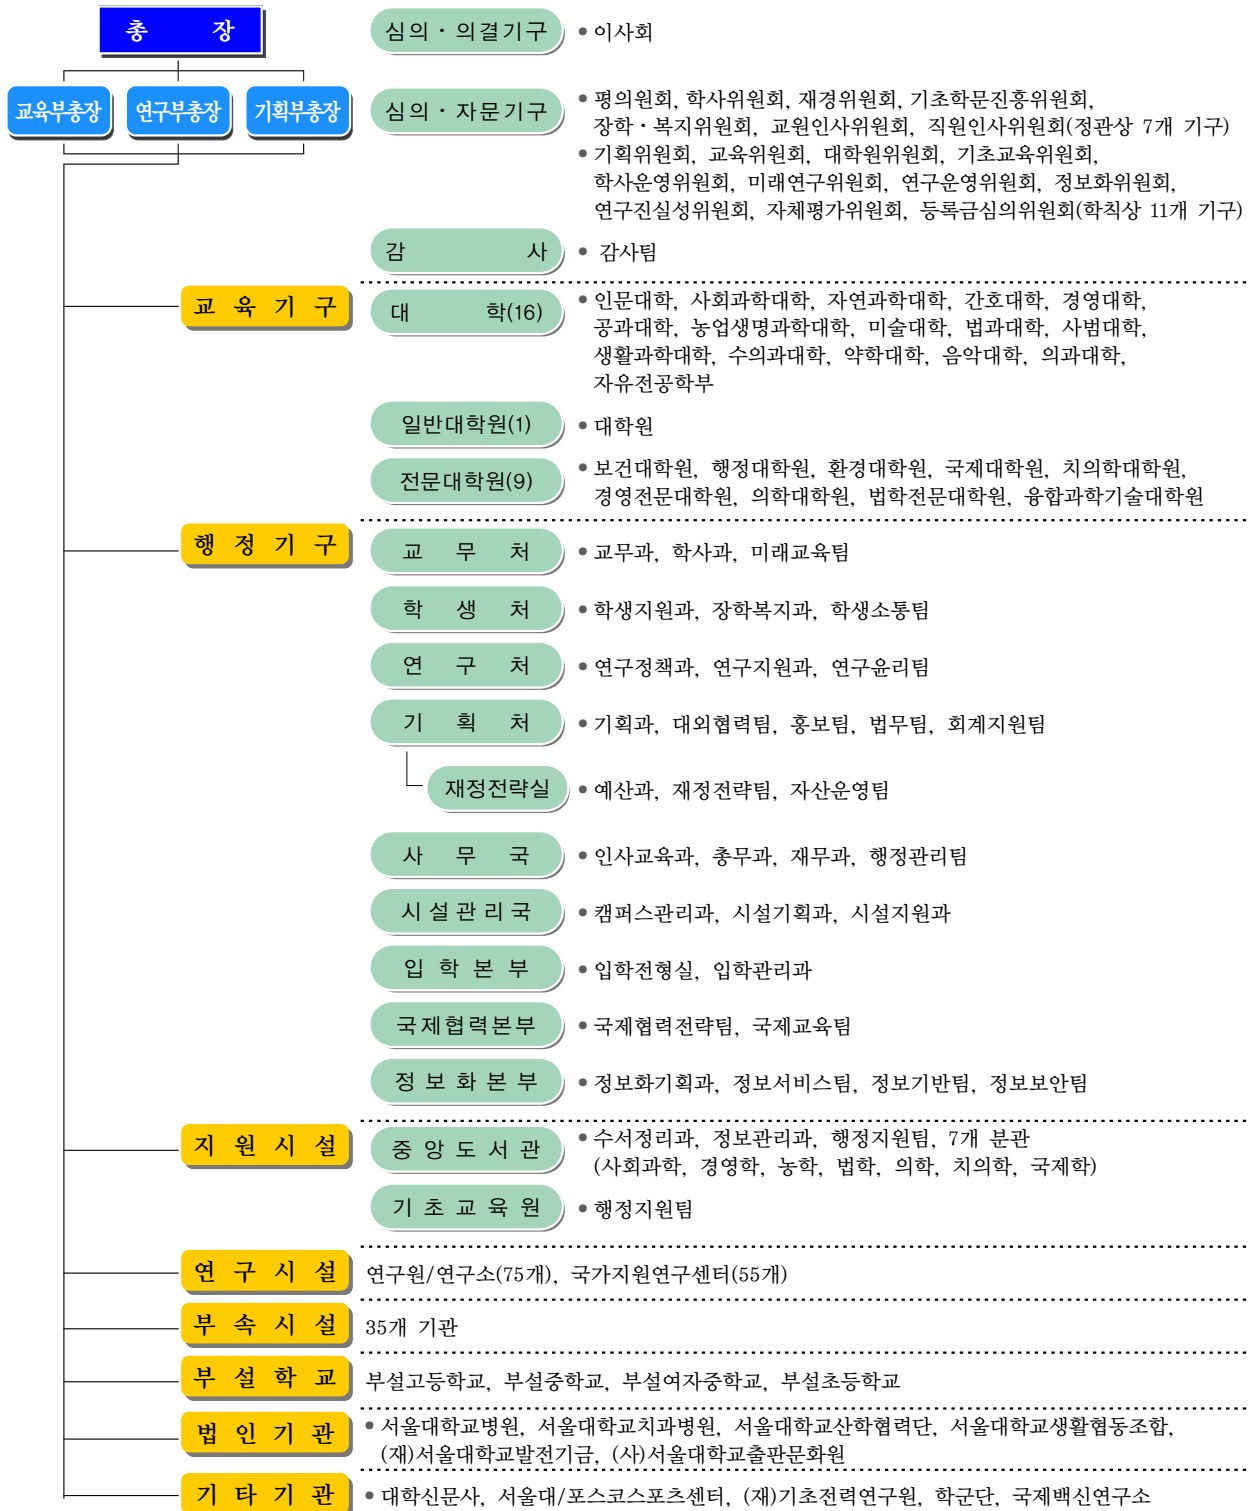 총 장
교육부총장 연구부총장 기획부총장
심의·의결기구 • 이사회
심의·자문기구 • 평의원회, 학사위원회, 재경위원회, 기초학문진흥위원회,
장학·복지위원회, 교원인사위원회, 직원인사위원회(정관상 7개 기구)
• 기획위원회, 교육위원회, 대학원위원회, 기초교육위원회,
학사운영위원회, 미래연구위원회, 연구운영위원회, 정보화위원회,
연구진실성위원회, 자체평가위원회, 등록금심의위원회(학칙상 11개 기구)
감 사 • 감사팀
교 육 기 구
대 학(16) • 인문대학, 사회과학대학, 자연과학대학, 간호대학, 경영대학,
공과대학, 농업생명과학대학, 미술대학, 법과대학, 사범대학,
생활과학대학, 수의과대학, 약학대학, 음악대학, 의과대학,
자유전공학부
일반대학원(1) • 대학원
전문대학원(9) • 보건대학원, 행정대학원, 환경대학원, 국제대학원, 치의학대학원,
경영전문대학원, 의학대학원, 법학전문대학원, 융합과학기술대학원
행 정 기 구
교 무 처 • 교무과, 학사과, 미래교육팀
학 생 처 • 학생지원과, 장학복지과, 학생소통팀
연 구 처 • 연구정책과, 연구지원과, 연구윤리팀
기 획 처 • 기획과, 대외협력팀, 홍보팀, 법무팀, 회계지원팀
재정전략실 • 예산과, 재정전략팀, 자산운영팀
사 무 국 • 인사교육과, 총무과, 재무과, 행정관리팀
시설관리국 • 캠퍼스관리과, 시설기획과, 시설지원과
입 학 본 부 • 입학전형실, 입학관리과
국제협력본부 • 국제협력전략팀, 국제교육팀
정 보 화 본 부 • 정보화기획과, 정보서비스팀, 정보기반팀, 정보보안팀
지 원 시 설
중 앙 도 서 관 • 수서정리과, 정보관리과, 행정지원팀, 7개 분관
(사회과학, 경영학, 농학, 법학, 의학, 치의학, 국제학)
기 초 교 육 원 • 행정지원팀
연 구 시 설 연구원/연구소(75개), 국가지원연구센터(55개)
부 속 시 설 35개 기관
부 설 학 교 부설고등학교, 부설중학교, 부설여자중학교, 부설초등학교
법 인 기 관 • 서울대학교병원, 서울대학교치과병원, 서울대학교산학협력단, 서울대학교생활협동조합,
(재)서울대학교발전기금, (사)서울대학교출판문화원
기 타 기 관 • 대학신문사, 서울대/포스코스포츠센터, (재)기초전력연구원, 학군단, 국제백신연구소